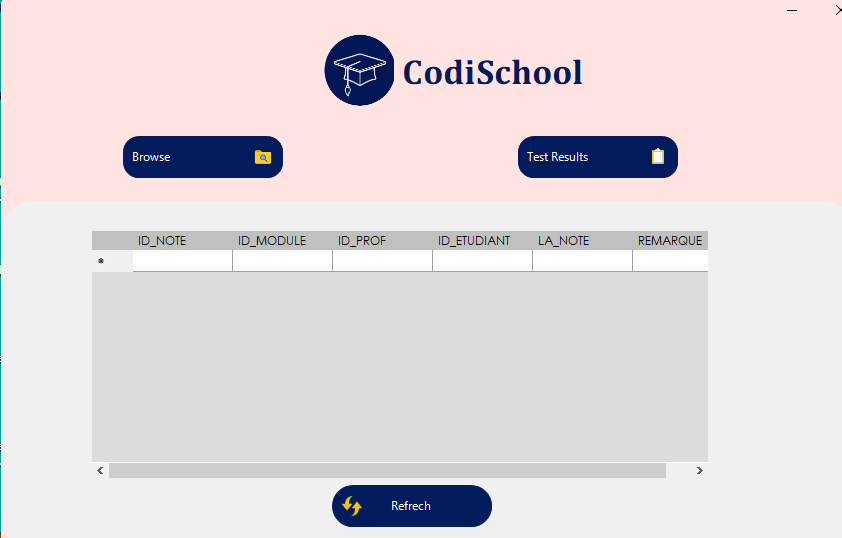 CodiSchool
Browse
Test Results
ID_NOTE ID_MODULE ID_PROF ID_ETUDIANT LA_NOTE REMARQUE
Refrech